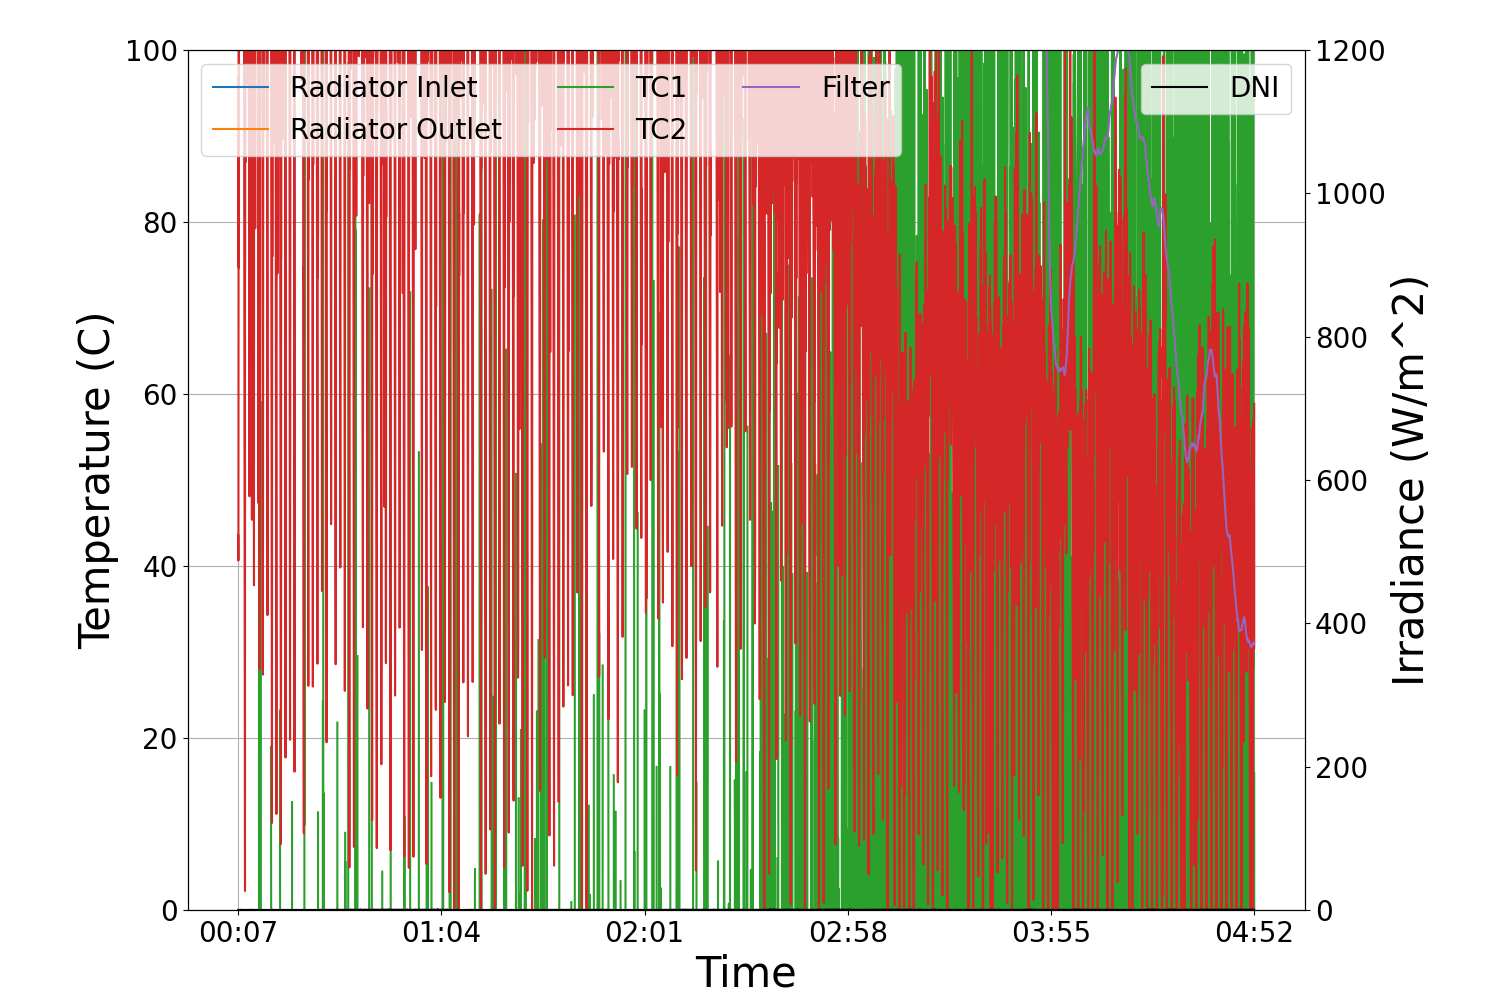 Radiator Inlet
Radiator Outlet
TC1
TC2
Filter
DNI
100
80
60
40
20
0
Temperature (C)
1200
1000
800
600
400
200
0
Irradiance (W/m^2)
00:07 01:04 02:01 02:58 03:55 04:52
Time